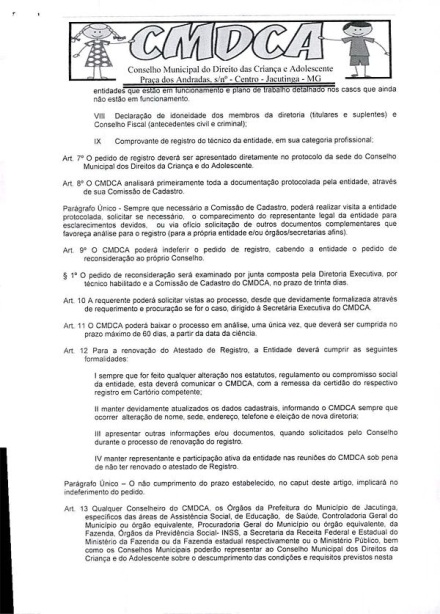 CMDCA
Conselho Municipal do Direito das Criança e Adolescente
Praça dos Andradas, s/nº - Centro - Jacutinga - MG
entidades que estão em funcionamento e plano de trabalho detalhado nos casos que ainda
não estão em funcionamento.
VIII Declaração de idoneidade dos membros da diretoria (titulares e suplentes) e
Conselho Fiscal (antecedentes civil e criminal);
IX Comprovante de registro do técnico da entidade, em sua categoria profissional;
Art. 7º O pedido de registro deverá ser apresentado diretamente no protocolo da sede do Conselho
Municipal dos Direitos da Criança e do Adolescente.
Art. 8º O CMDCA analisará primeiramente toda a documentação protocolada pela entidade, através
de sua Comissão de Cadastro.
Parágrafo Único - Sempre que necessário a Comissão de Cadastro, poderá realizar visita a entidade
protocolada, solicitar se necessário, o comparecimento do representante legal da entidade para
esclarecimentos devidos, ou via ofício solicitação de outros documentos complementares que
favoreça análise para o registro (para a própria entidade e/ou órgãos/secretarias afins).
Art. 9º O CMDCA poderá indeferir o pedido de registro, cabendo a entidade o pedido de
reconsideração ao próprio Conselho.
§ 1º O pedido de reconsideração será examinado por junta composta pela Diretoria Executiva, por
técnico habilitado e a Comissão de Cadastro do CMDCA, no prazo de trinta dias.
Art. 10 A requerente poderá solicitar vistas ao processo, desde que devidamente formalizada através
de requerimento e procuração se for o caso, dirigido à Secretária Executiva do CMDCA.
Art. 11 O CMDCA poderá baixar o processo em análise, uma única vez, que deverá ser cumprido no
prazo máximo de 60 dias, a partir da data da ciência.
Art. 12 Para a renovação do Atestado de Registro, a Entidade deverá cumprir as seguintes
formalidades:
I sempre que for feito qualquer alteração nos estatutos, regulamento ou compromisso social
da entidade, esta deverá comunicar o CMDCA, com a remessa da certidão do respectivo
registro em Cartório competente;
II manter devidamente atualizados os dados cadastrais, informando o CMDCA sempre que
ocorrer alteração de nome, sede, endereço, telefone e eleição de nova diretoria;
III apresentar outras informações e/ou documentos, quando solicitados pelo Conselho
durante o processo de renovação do registro.
IV manter representante e participação ativa da entidade nas reuniões do CMDCA sob pena
de não ter renovado o atestado de Registro.
Parágrafo Único – O não cumprimento do prazo estabelecido, no caput deste artigo, implicará no
indeferimento do pedido.
Art. 13 Qualquer Conselheiro do CMDCA, os Órgãos da Prefeitura do Município de Jacutinga,
específicos das áreas de Assistência Social, de Educação, de Saúde, Controladoria Geral do
Município ou órgão equivalente, Procuradoria Geral do Município ou órgão equivalente, da
Fazenda, Órgãos da Previdência Social- INSS, a Secretaria da Receita Federal e Estadual do
Ministério da Fazenda ou da Fazenda estadual respectivamente ou o Ministério Público, bem
como os Conselhos Municipais poderão representar ao Conselho Municipal dos Direitos da
Criança e do Adolescente sobre o descumprimento das condições e requisitos previstos nesta